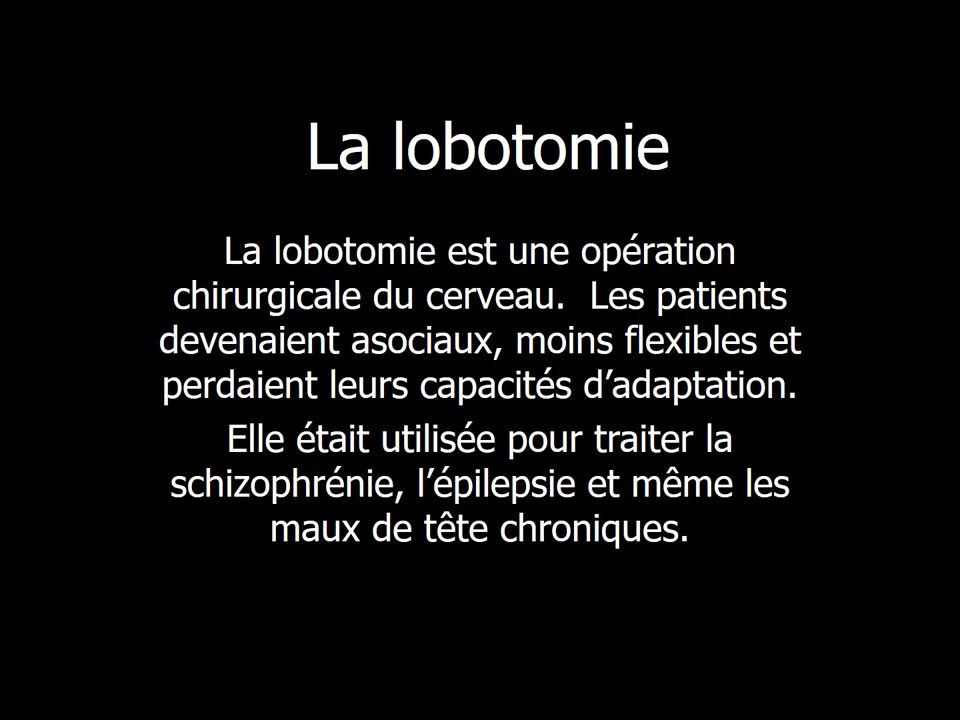 La lobotomie
La lobotomie est une opération
chirurgicale du cerveau.  Les patients
devenaient asociaux, moins flexibles et
perdaient leurs capacités d’adaptation.
Elle était utilisée pour traiter la
schizophrénie, l’épilepsie et même les
maux de tête chroniques.